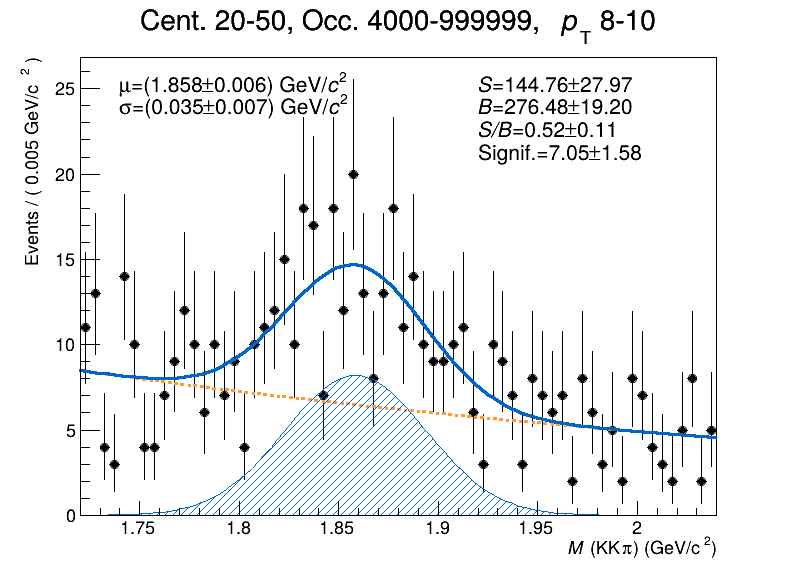 Cent. 20-50, Occ. 4000-999999, p_T 8-10
μ=(1.858±0.006) GeV/c²
σ=(0.035±0.007) GeV/c²
S=144.76±27.97
B=276.48±19.20
S/B=0.52±0.11
Signif.=7.05±1.58
Events / ( 0.005 GeV/c² )
25
20
15
10
5
0
1.75 1.8 1.85 1.9 1.95 2
M (KKπ) (GeV/c²)